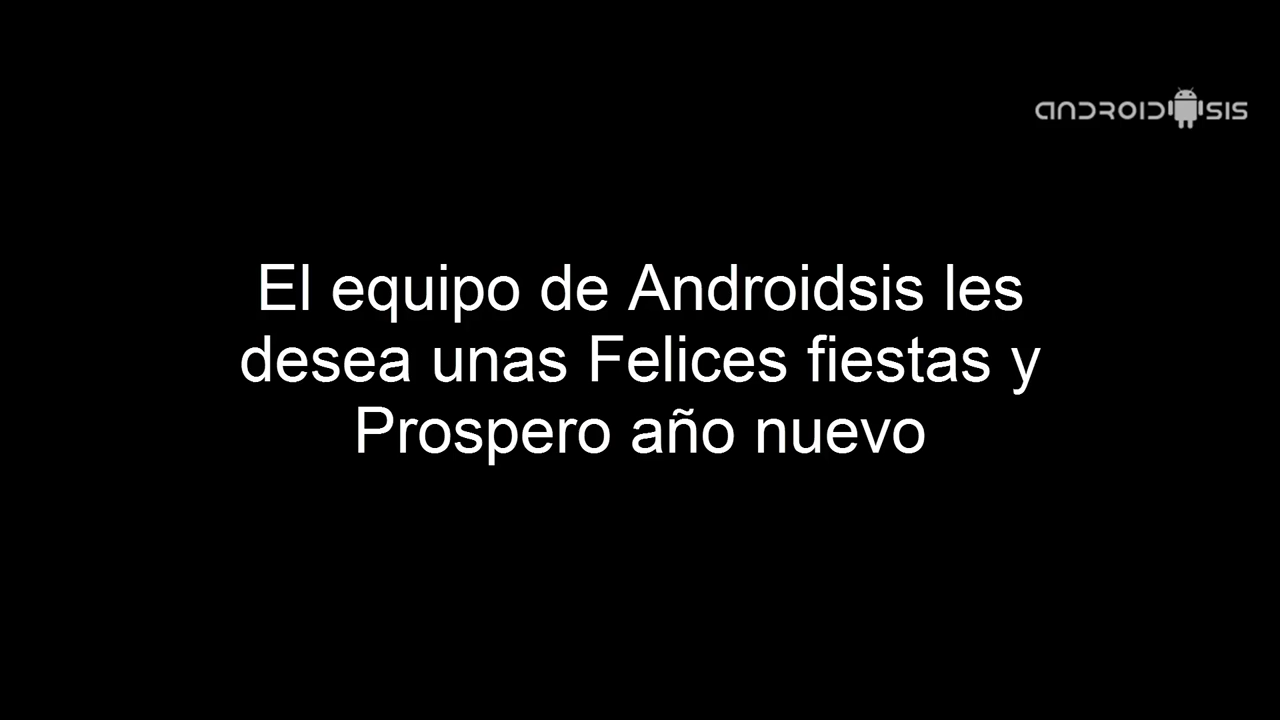 ANDROIDSIS
El equipo de Androidsis les
desea unas Felices fiestas y
Prospero año nuevo